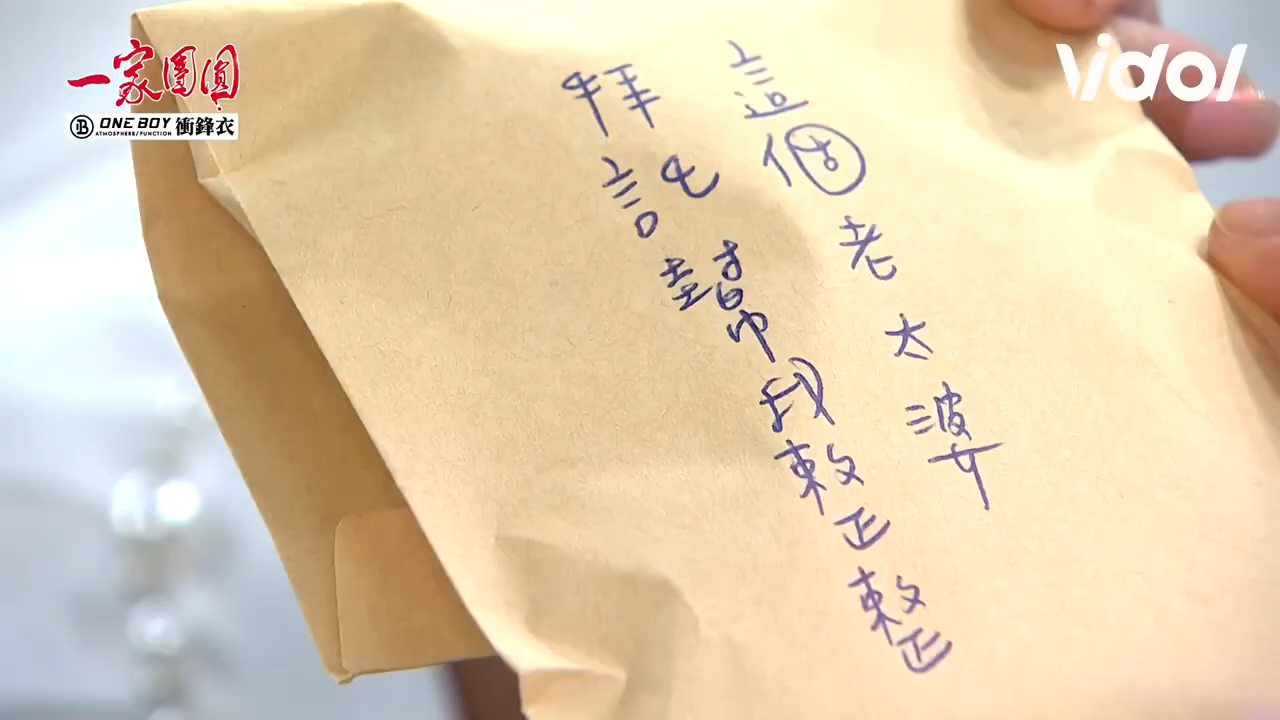 一家團圓
ONE BOY
ATMOSPHERE/FUNCTION
衝鋒衣
vidol
這個老太婆
拜託幫我整整